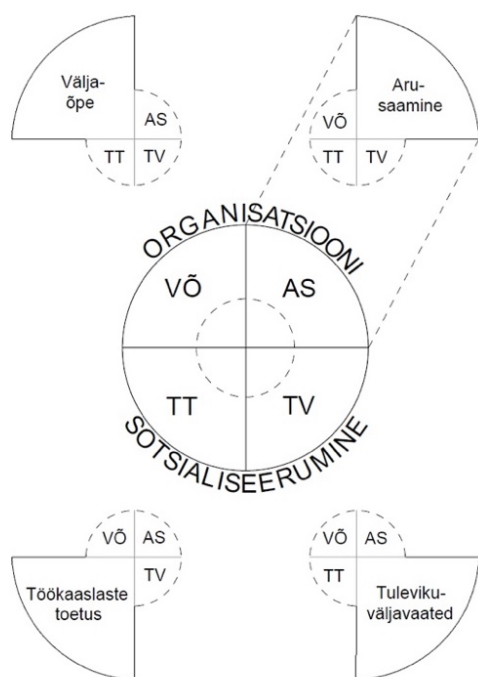 Välja-
õpe
AS
TT
TV
Aru-
saamine
VÕ
TT
TV
ORGANISATSIOONI
VÕ
AS
TT
TV
SOTSIALISEERUMINE
VÕ
AS
TV
Töökaaslaste
toetus
VÕ
AS
TT
Tuleviku-
väljavaated